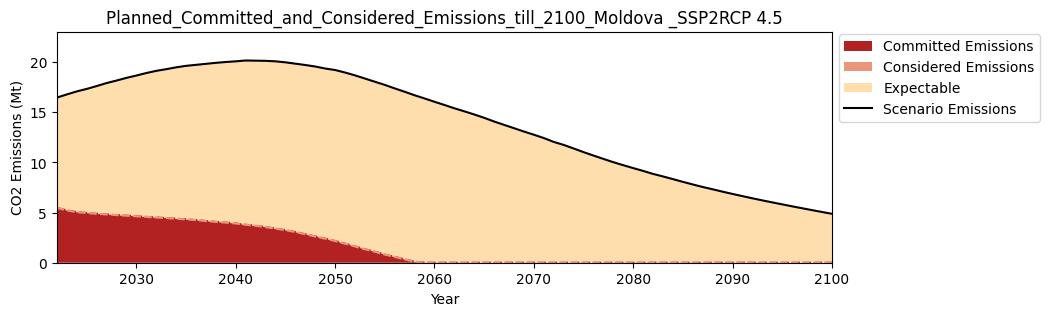 Planned_Committed_and_Considered_Emissions_till_2100_Moldova _SSP2RCP 4.5
CO2 Emissions (Mt)
20
15
10
5
0
2030 2040 2050 2060 2070 2080 2090 2100
Year
Committed Emissions
Considered Emissions
Expectable
Scenario Emissions